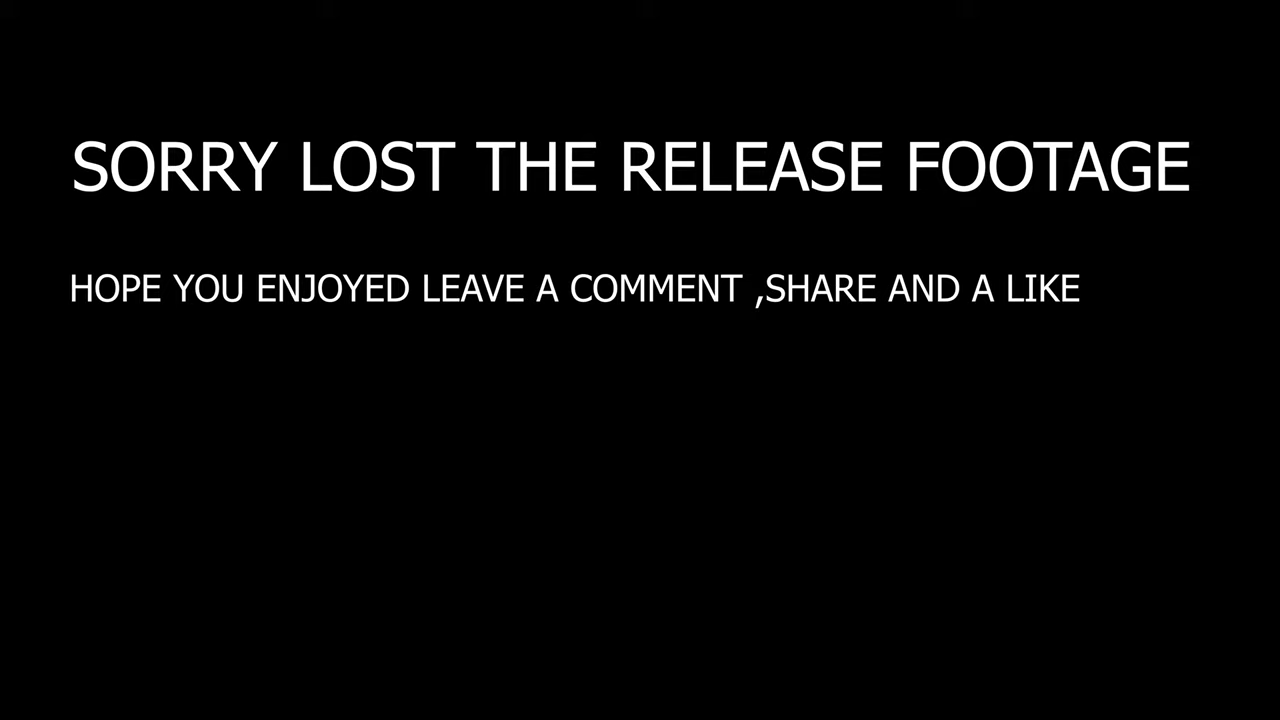 SORRY LOST THE RELEASE FOOTAGE
HOPE YOU ENJOYED LEAVE A COMMENT ,SHARE AND A LIKE